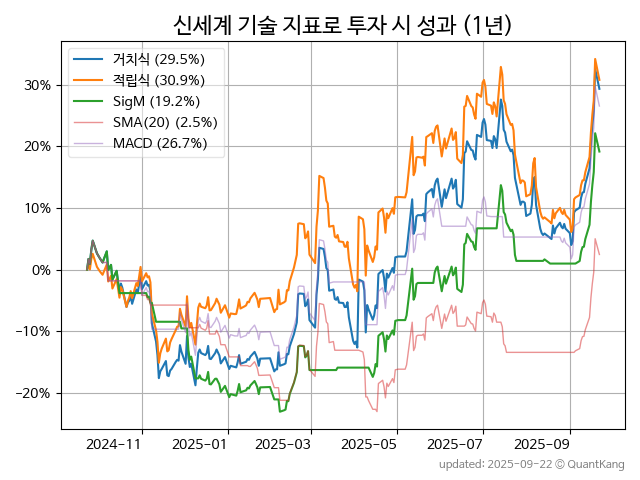 신세계 기술 지표로 투자 시 성과 (1년)
거치식 (29.5%)
적립식 (30.9%)
SigM (19.2%)
SMA(20) (2.5%)
MACD (26.7%)
30%
20%
10%
0%
−10%
−20%
2024-11
2025-01
2025-03
2025-05
2025-07
2025-09
updated: 2025-09-22 © QuantKang